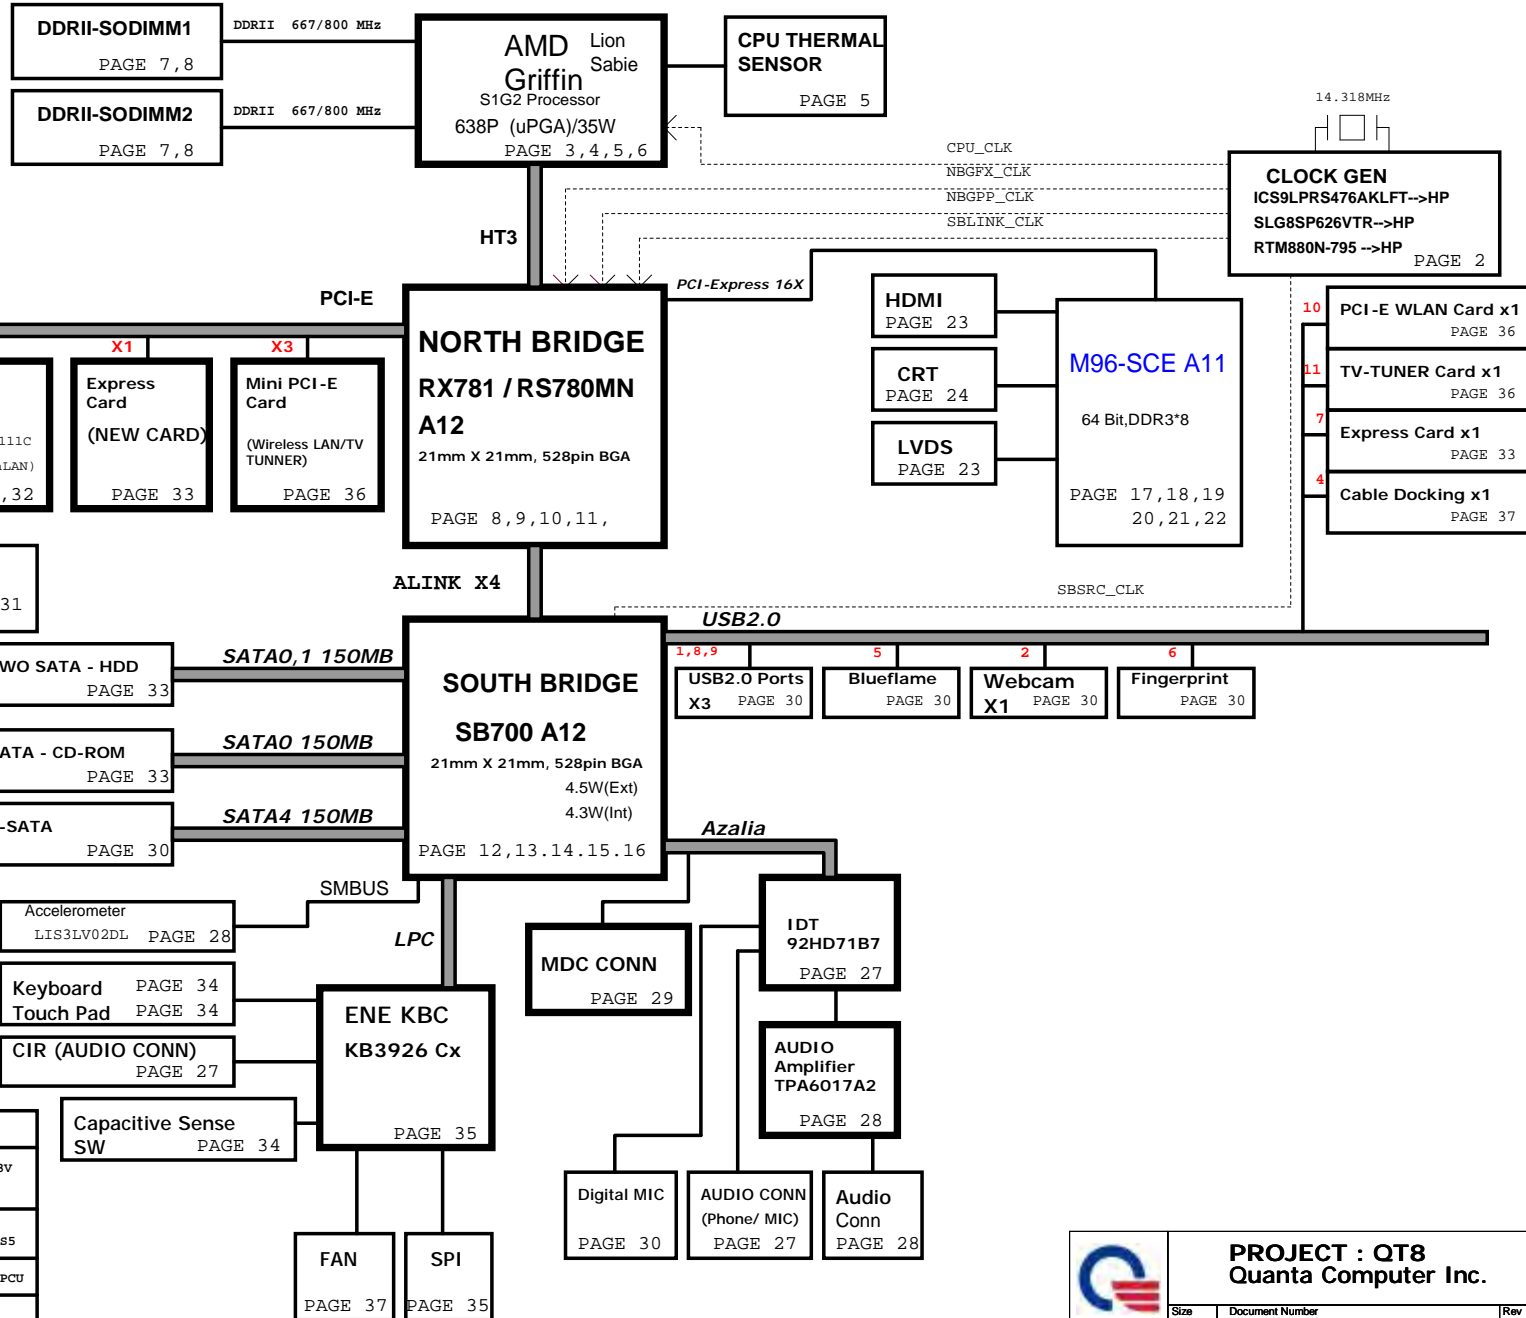 DDRII-SODIMM1
PAGE 7,8
DDRII 667/800 MHz
AMD Griffin
Lion Sabie
S1G2 Processor
638P (uPGA)/35W
PAGE 3,4,5,6
CPU THERMAL
SENSOR
PAGE 5
DDRII-SODIMM2
PAGE 7,8
DDRII 667/800 MHz
14.318MHz
CLOCK GEN
ICS9LPRS476AKLFT-->HP
SLG8SP626VTR-->HP
RTM880N-795 -->HP
PAGE 2
CPU_CLK
NBGFX_CLK
NBGPP_CLK
SBLINK_CLK
HT3
PCI-E
PCI-Express 16X
NORTH BRIDGE
RX781 / RS780MN
A12
21mm X 21mm, 528pin BGA
PAGE 8,9,10,11,
HDMI
PAGE 23
CRT
PAGE 24
LVDS
PAGE 23
M96-SCE A11
64 Bit,DDR3*8
PAGE 17,18,19
20,21,22
10
PCI-E WLAN Card x1
PAGE 36
11
TV-TUNER Card x1
PAGE 36
7
Express Card x1
PAGE 33
4
Cable Docking x1
PAGE 37
X1
X3
111C
LAN)
,32
Express
Card
(NEW CARD)
PAGE 33
Mini PCI-E
Card
(Wireless LAN/TV
TUNNER)
PAGE 36
31
ALINK X4
SBSRC_CLK
USB2.0
WO SATA - HDD
PAGE 33
SATA0,1 150MB
ATA - CD-ROM
PAGE 33
SATA0 150MB
-SATA
PAGE 30
SATA4 150MB
SOUTH BRIDGE
SB700 A12
21mm X 21mm, 528pin BGA
4.5W(Ext)
4.3W(Int)
PAGE 12,13.14.15.16
1,8,9
USB2.0 Ports
X3 PAGE 30
5
Blueflame
PAGE 30
2
Webcam
X1 PAGE 30
6
Fingerprint
PAGE 30
Azalia
SMBUS
LPC
Accelerometer
LIS3LV02DL PAGE 28
Keyboard PAGE 34
Touch Pad PAGE 34
CIR (AUDIO CONN)
PAGE 27
Capacitive Sense
SW PAGE 34
ENE KBC
KB3926 Cx
PAGE 35
MDC CONN
PAGE 29
IDT
92HD71B7
PAGE 27
AUDIO
Amplifier
TPA6017A2
PAGE 28
Digital MIC
PAGE 30
AUDIO CONN
(Phone/ MIC)
PAGE 27
Audio
Conn
PAGE 28
FAN
PAGE 37
SPI
PAGE 35
S5
PCU
PROJECT : QT8
Quanta Computer Inc.
Size
Document Number
Rev